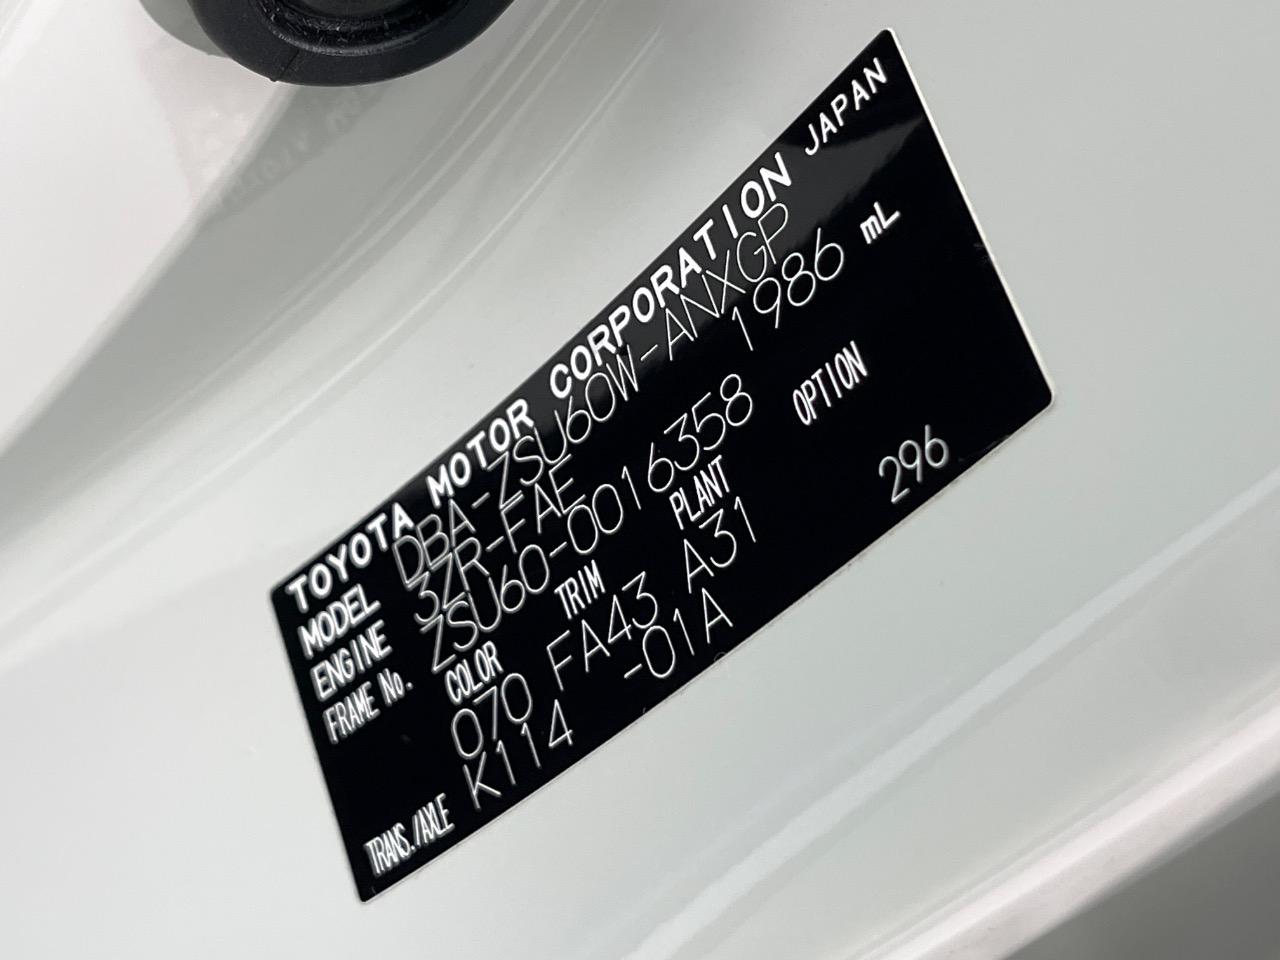 TOYOTA MOTOR CORPORATION JAPAN
MODEL DBA-ZSU60W-ANXGP
ENGINE 3ZR-FAE 1986 mL
FRAME No. ZSU60-0016358
COLOR TRIM PLANT OPTION
070 FA43 A31
TRANS./AXLE K114 -01A 296